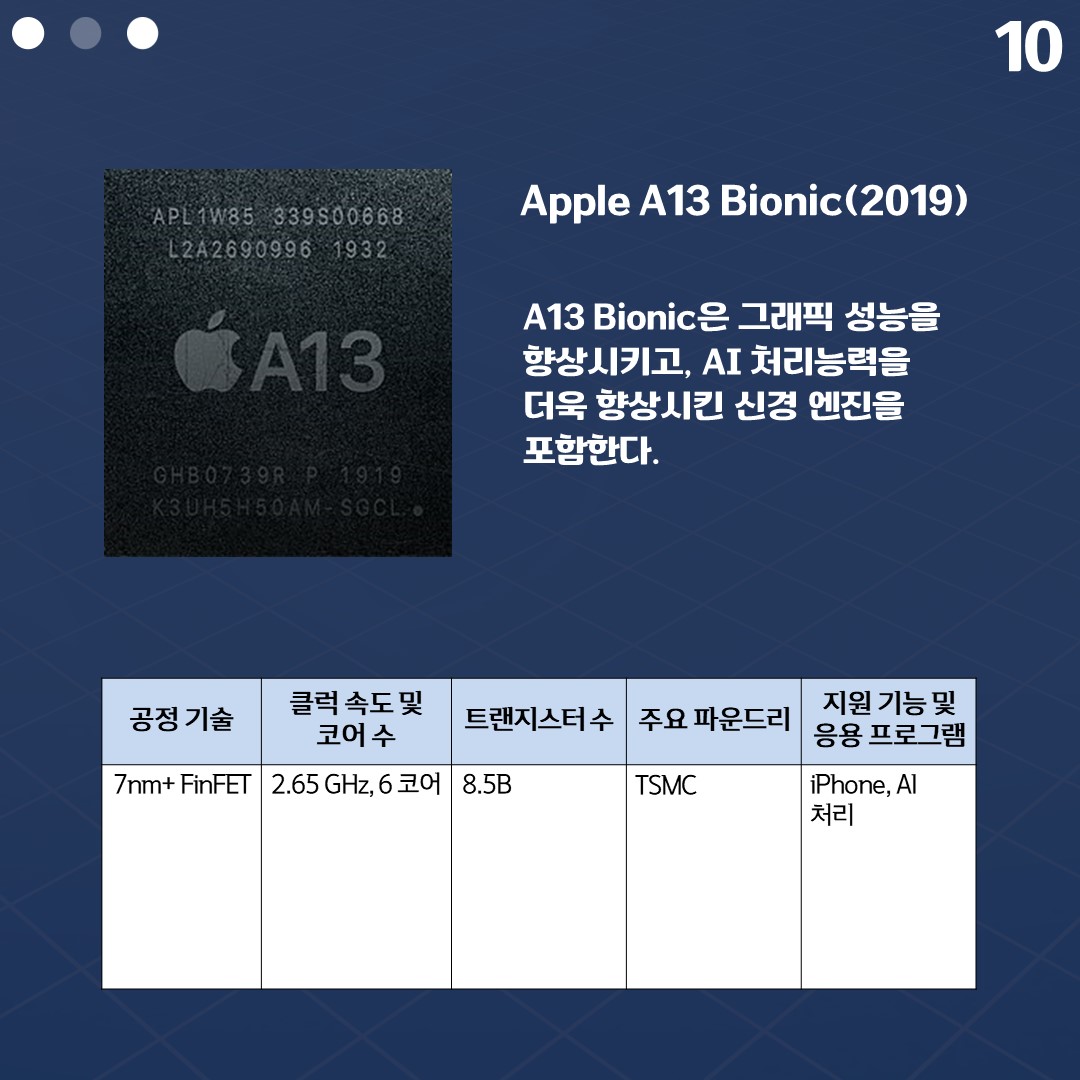 10
APL1W85 339S00668
L2A2690996 1932
A13
GHB0739R P 1919
K3UH5H50AM-SGCL
Apple A13 Bionic(2019)
A13 Bionic은 그래픽 성능을
향상시키고, AI 처리능력을
더욱 향상시킨 신경 엔진을
포함한다.
공정 기술
클럭 속도 및
코어 수
트랜지스터 수
주요 파운드리
지원 기능 및
응용 프로그램
7nm+ FinFET
2.65 GHz, 6 코어
8.5B
TSMC
iPhone, AI
처리